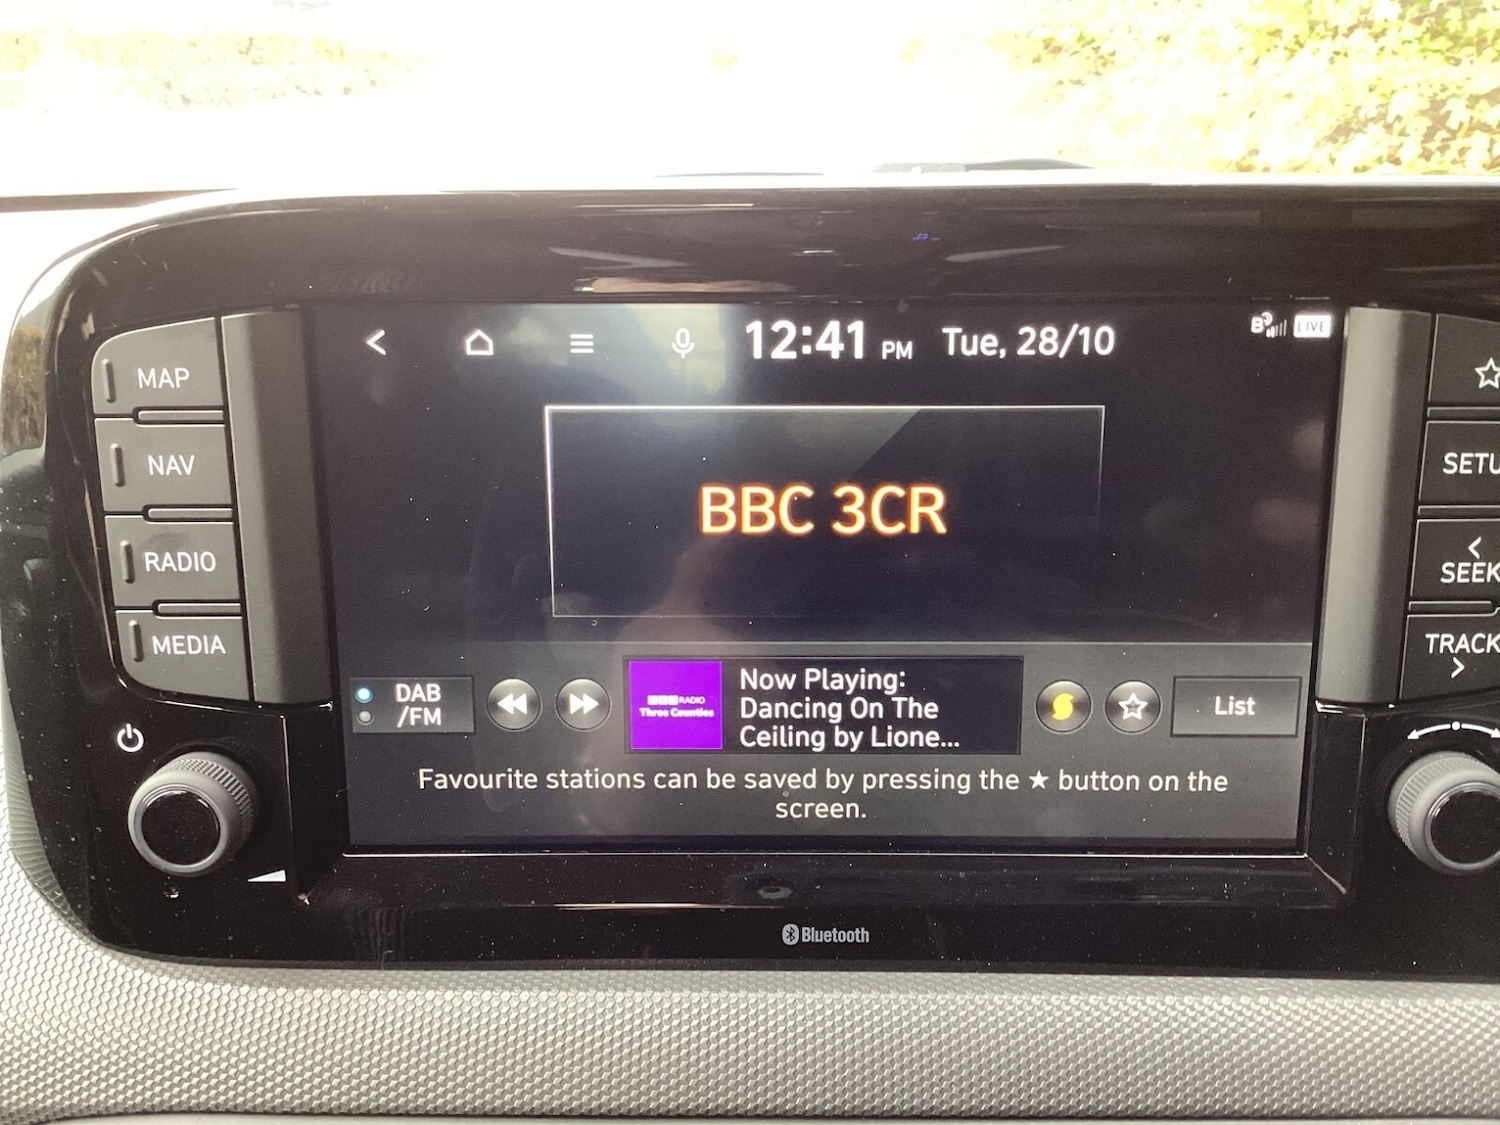 12:41 PM Tue, 28/10
LIVE
MAP
NAV
RADIO
MEDIA
SETU
SEEK
TRACK
BBC 3CR
DAB
/FM
BBC RADIO
Three Counties
Now Playing:
Dancing On The
Ceiling by Lione...
List
Favourite stations can be saved by pressing the ★ button on the
screen.
Bluetooth